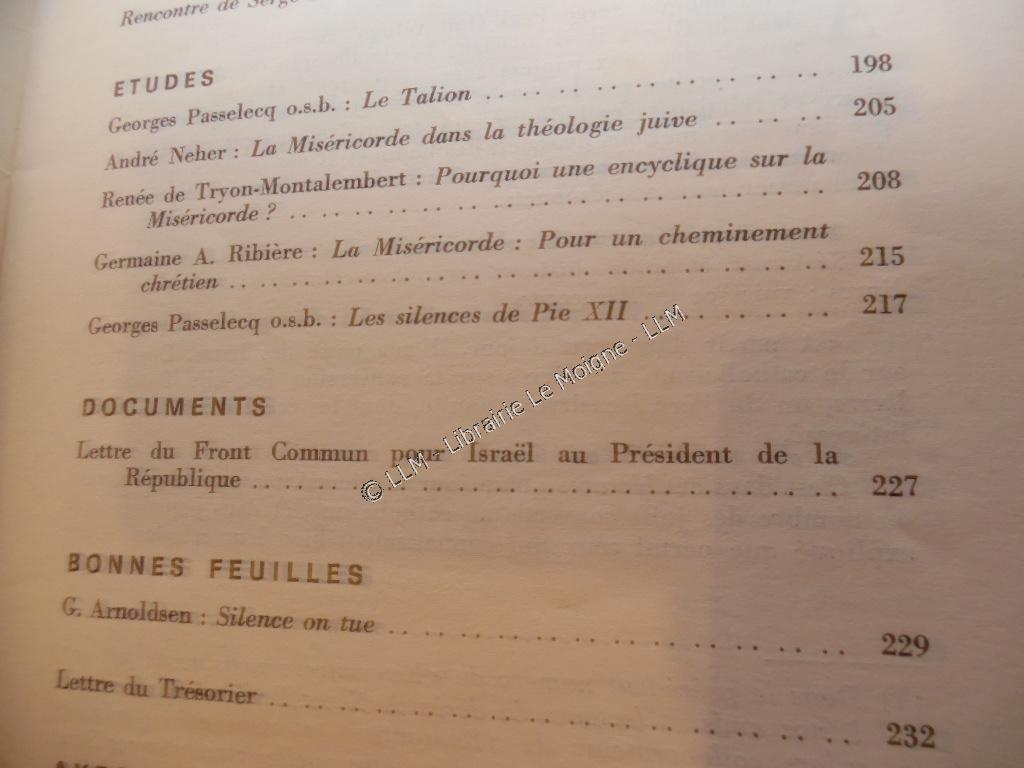 Rencontre de Serge
ETUDES
Georges Passelecq o.s.b. : Le Talion . . . . . . . . . . . . . . 198
André Neher : La Miséricorde dans la théologie juive . . . . . . 205
Renée de Tryon-Montalembert : Pourquoi une encyclique sur la
Miséricorde ? . . . . . . . . . . . . . . . . . . . . . . 208
Germaine A. Ribière : La Miséricorde : Pour un cheminement
chrétien . . . . . . . . . . . . . . . . . . . . . . . . 215
Georges Passelecq o.s.b. : Les silences de Pie XII . . . . . . . . 217
DOCUMENTS
Lettre du Front Commun pour Israël au Président de la
République . . . . . . . . . . . . . . . . . . . . . . . 227
BONNES FEUILLES
G. Arnoldsen : Silence on tue . . . . . . . . . . . . . . . . . . 229
Lettre du Trésorier . . . . . . . . . . . . . . . . . . . . . . . 232
© LLM - Librairie Le Moigne - LLM